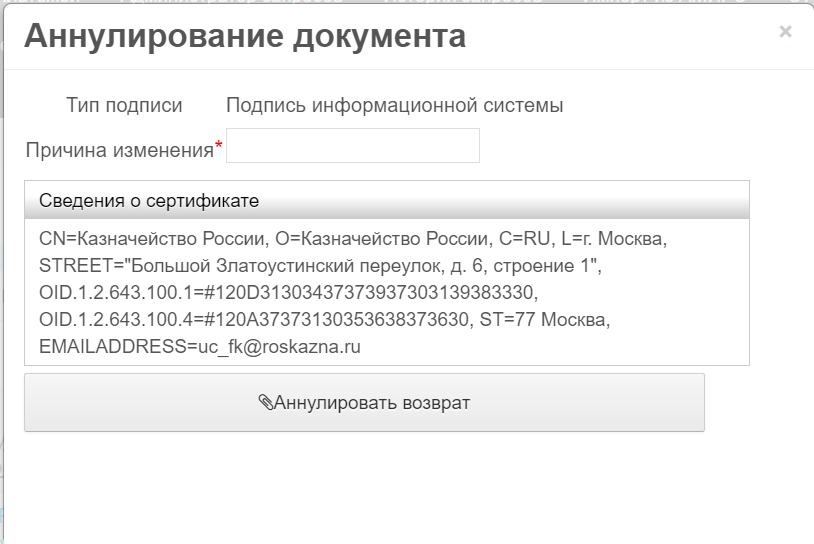 Аннулирование документа
×
Тип подписи Подпись информационной системы
Причина изменения*
Сведения о сертификате
CN=Казначейство России, O=Казначейство России, C=RU, L=г. Москва,
STREET="Большой Златоустинский переулок, д. 6, строение 1",
OID.1.2.643.100.1=#120D31303437373937303139383330,
OID.1.2.643.100.4=#120A37373130353638373630, ST=77 Москва,
EMAILADDRESS=uc_fk@roskazna.ru
Аннулировать возврат